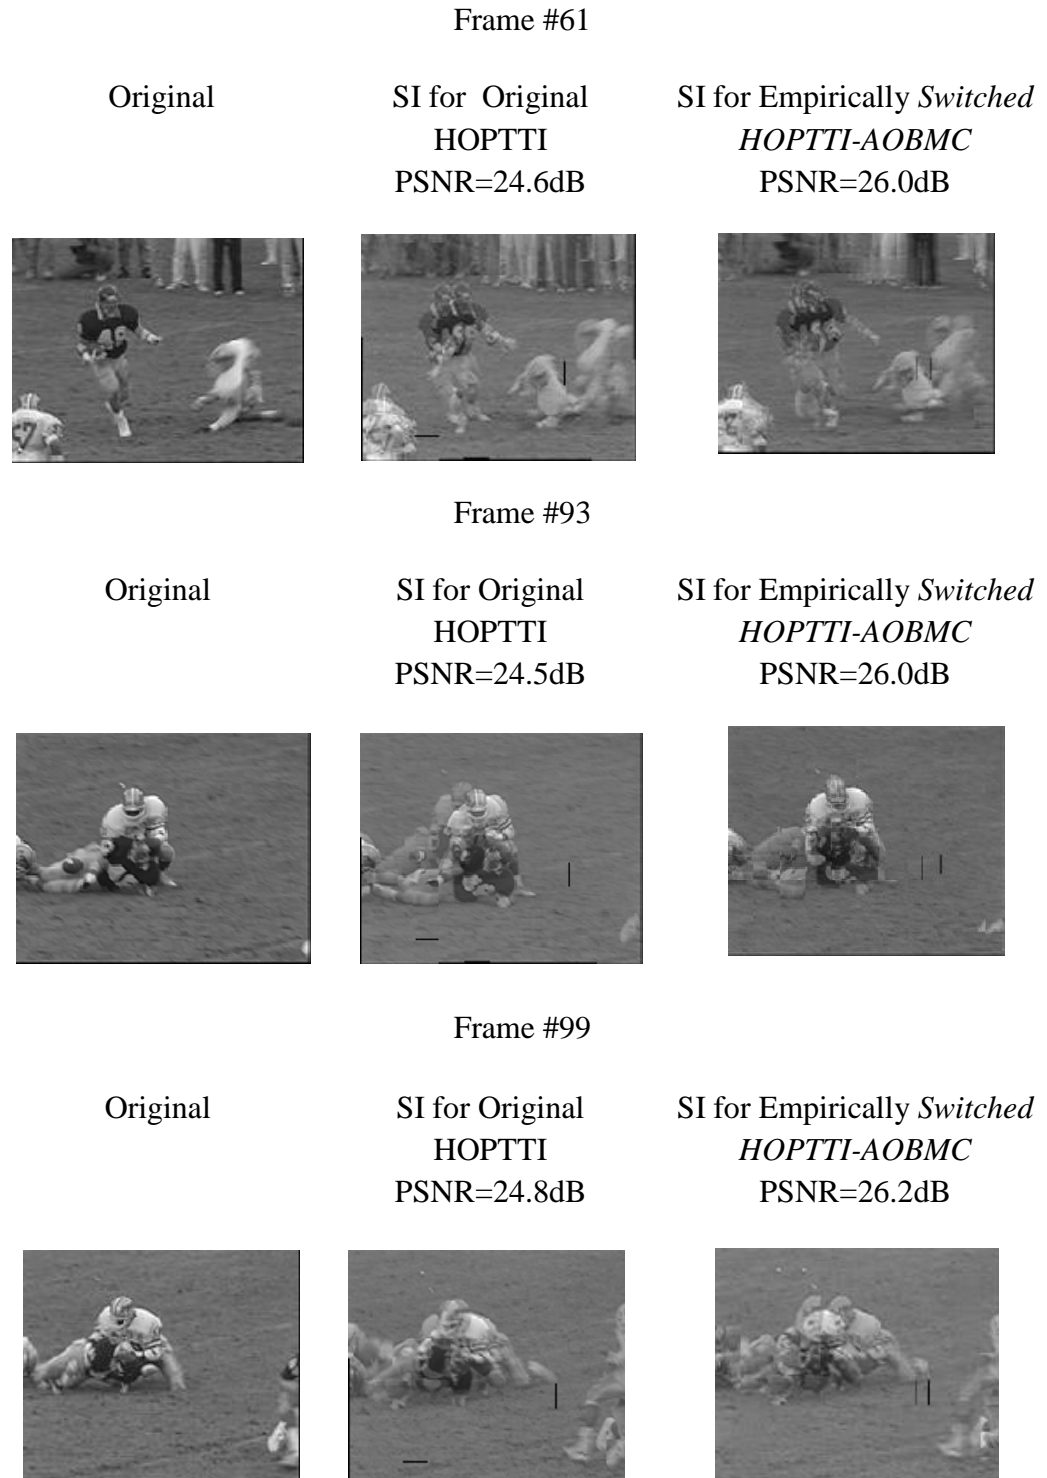 Frame #61
Original
SI for Original
HOPTTI
PSNR=24.6dB
SI for Empirically Switched
HOPTTI-AOBMC
PSNR=26.0dB
Frame #93
Original
SI for Original
HOPTTI
PSNR=24.5dB
SI for Empirically Switched
HOPTTI-AOBMC
PSNR=26.0dB
Frame #99
Original
SI for Original
HOPTTI
PSNR=24.8dB
SI for Empirically Switched
HOPTTI-AOBMC
PSNR=26.2dB